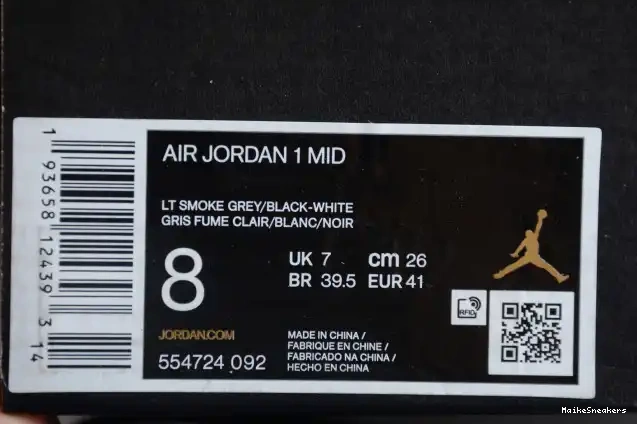 1 93658 12439 3 14
AIR JORDAN 1 MID
LT SMOKE GREY/BLACK-WHITE
GRIS FUME CLAIR/BLANC/NOIR
8
UK 7 cm 26
BR 39.5 EUR 41
RFID
JORDAN.COM
554724 092
MADE IN CHINA /
FABRIQUE EN CHINE /
FABRICADO NA CHINA /
HECHO EN CHINA
MaikeSneakers